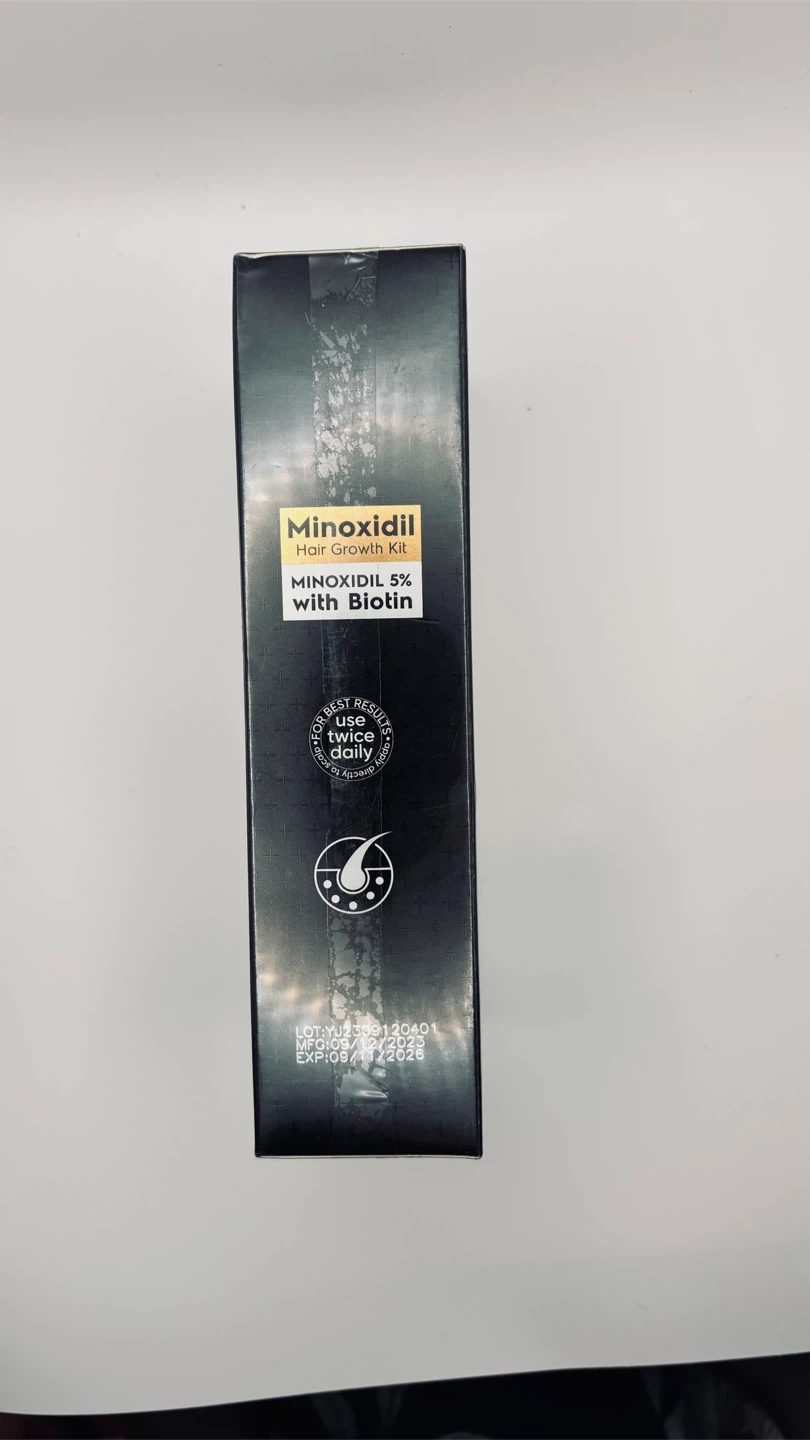 Minoxidil
Hair Growth Kit
MINOXIDIL 5%
with Biotin
FOR BEST RESULTS
use
twice
daily
apply directly to scalp
LOT:YJ2309120401
MFG:09/12/2023
EXP:09/11/2026